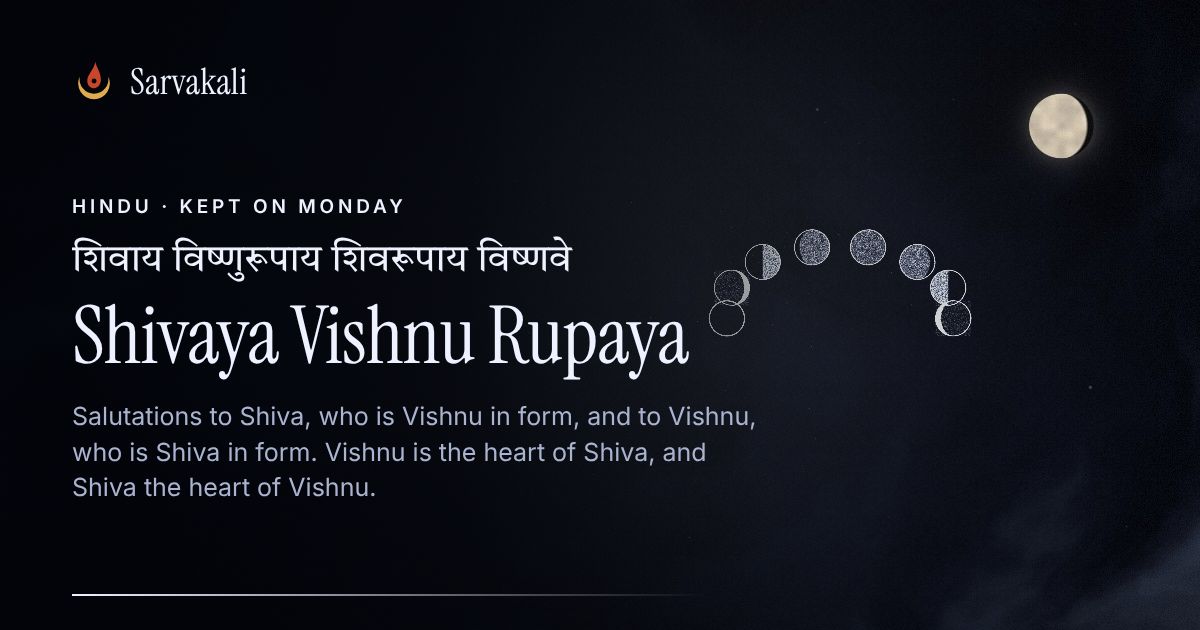 Sarvakali
HINDU · KEPT ON MONDAY
शिवाय विष्णुरूपाय शिवरूपाय विष्णवे
Shivaya Vishnu Rupaya
Salutations to Shiva, who is Vishnu in form, and to Vishnu,
who is Shiva in form. Vishnu is the heart of Shiva, and
Shiva the heart of Vishnu.